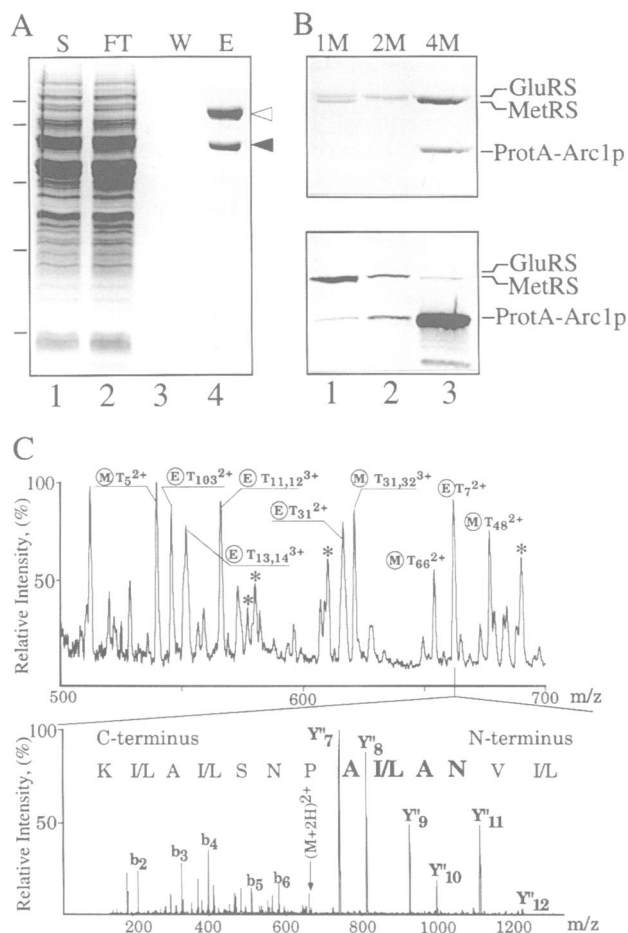 A
S FT W E
1 2 3 4
B
1M 2M 4M
GluRS
MetRS
ProtA-Arc1p
GluRS
MetRS
ProtA-Arc1p
1 2 3
C
Relative Intensity, (%)
100
50
M T5 2+
E T103 2+
E T11,12 3+
E T13,14 3+
* *
E T31 2+
*
M T31,32 3+
M T66 2+
E T7 2+
M T48 2+
*
500 600 700 m/z
Relative Intensity, (%)
100
50
C-terminus N-terminus
K I/L A I/L S N P A I/L A N V I/L
b2 b3 b4 b5 b6
(M+2H)2+
Y"7 Y"8 Y"9 Y"10 Y"11 Y"12
200 400 600 800 1000 1200 m/z